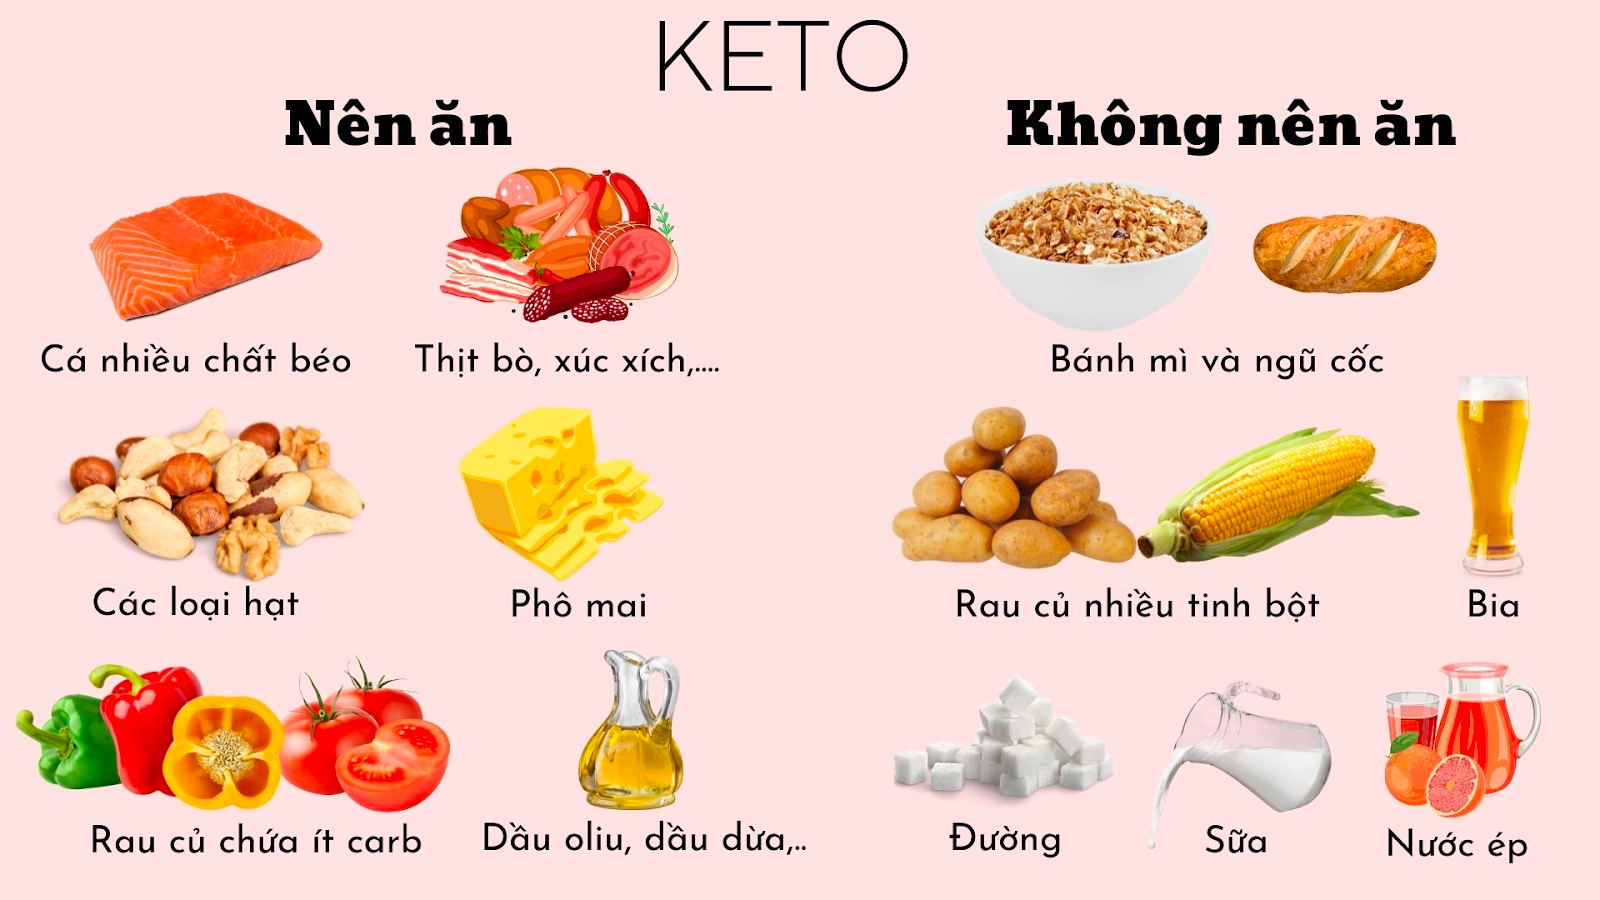 KETO
Nên ăn
Không nên ăn
Cá nhiều chất béo
Thịt bò, xúc xích,....
Bánh mì và ngũ cốc
Các loại hạt
Phô mai
Rau củ nhiều tinh bột
Bia
Rau củ chứa ít carb
Dầu oliu, dầu dừa,..
Đường
Sữa
Nước ép